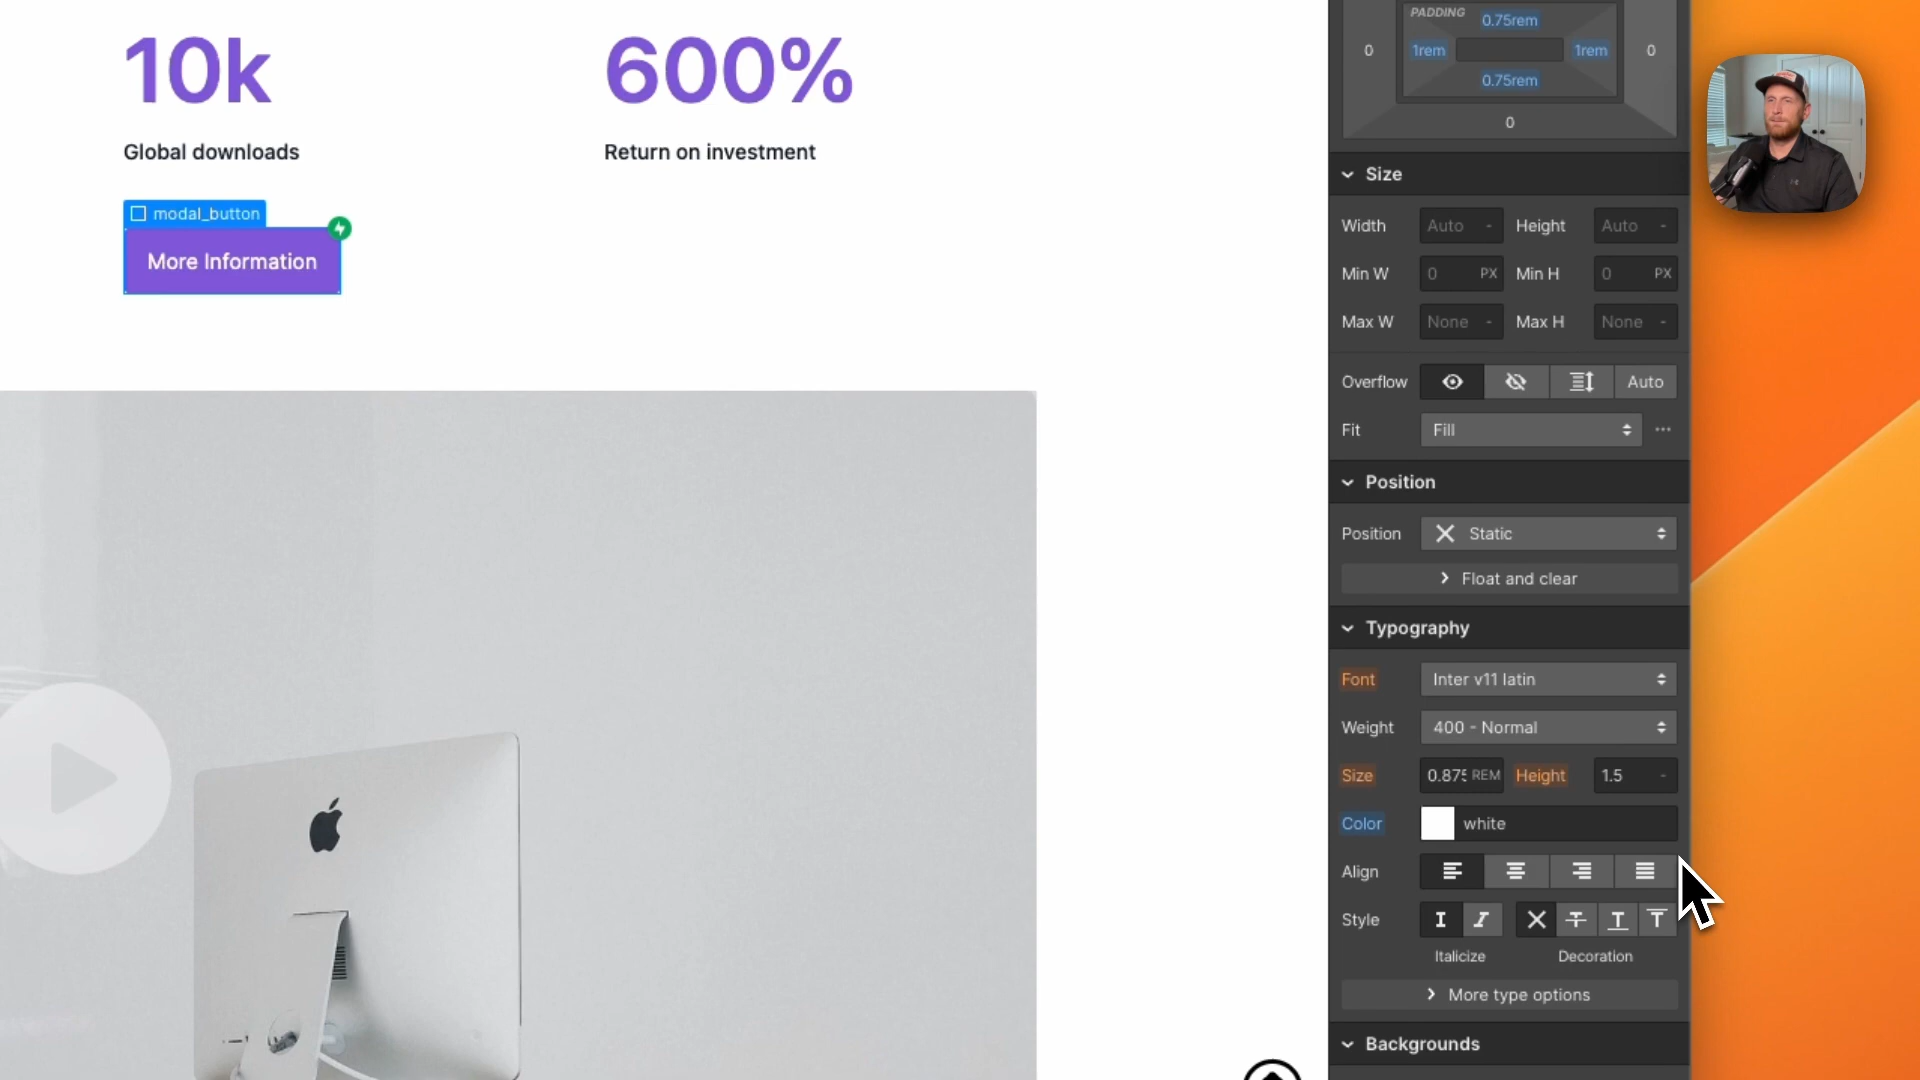 10k
Global downloads
600%
Return on investment
modal_button
More Information
PADDING
0.75rem
0
1rem
1rem
0
0.75rem
0
Size
Width Auto - Height Auto -
Min W 0 PX Min H 0 PX
Max W None - Max H None -
Overflow Auto
Fit Fill
Position
Position Static
Float and clear
Typography
Font Inter v11 latin
Weight 400 - Normal
Size REM Height 1.5 -
Color white
Align
Style
Italicize Decoration
More type options
Backgrounds